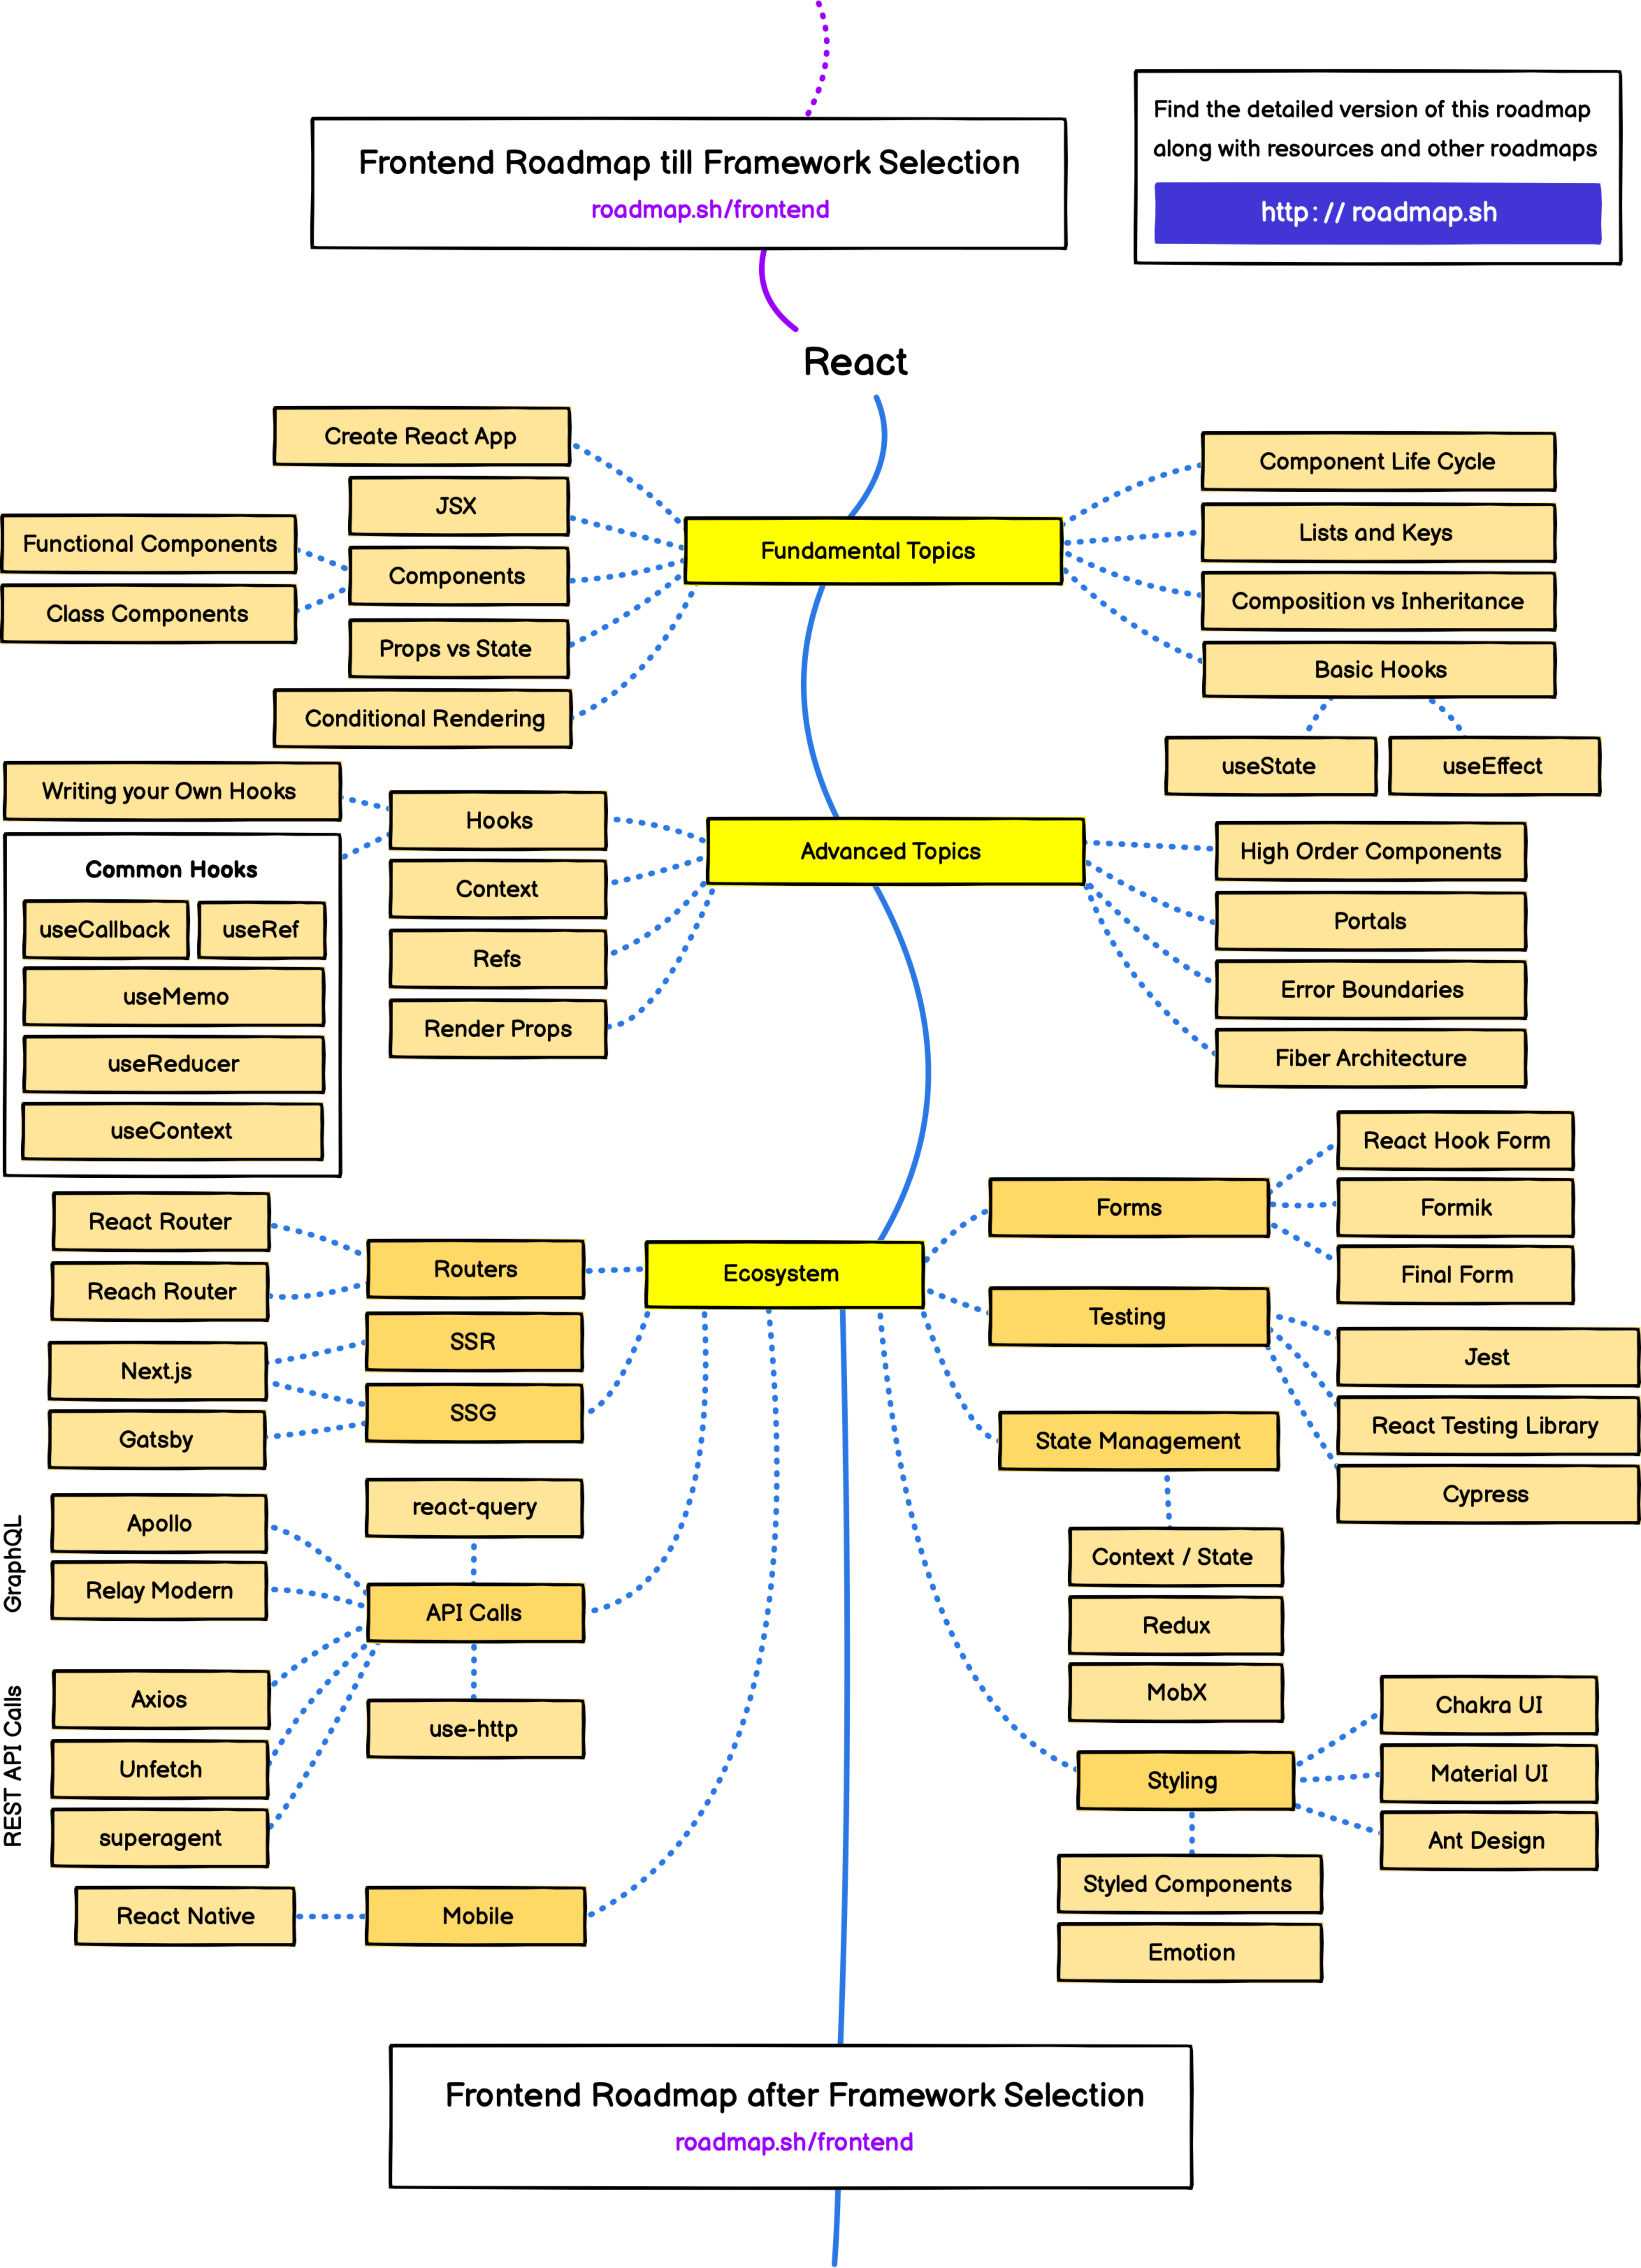 Frontend Roadmap till Framework Selection
roadmap.sh/frontend
Find the detailed version of this roadmap
along with resources and other roadmaps
http://roadmap.sh
React
Fundamental Topics
Create React App
JSX
Components
Functional Components
Class Components
Props vs State
Conditional Rendering
Component Life Cycle
Lists and Keys
Composition vs Inheritance
Basic Hooks
useState
useEffect
Advanced Topics
Hooks
Writing your Own Hooks
Common Hooks
useCallback
useRef
useMemo
useReducer
useContext
Context
Refs
Render Props
High Order Components
Portals
Error Boundaries
Fiber Architecture
Ecosystem
Routers
React Router
Reach Router
SSR
SSG
Next.js
Gatsby
react-query
API Calls
use-http
GraphQL
Apollo
Relay Modern
REST API Calls
Axios
Unfetch
superagent
Mobile
React Native
Forms
React Hook Form
Formik
Final Form
Testing
Jest
React Testing Library
Cypress
State Management
Context / State
Redux
MobX
Styling
Chakra UI
Material UI
Ant Design
Styled Components
Emotion
Frontend Roadmap after Framework Selection
roadmap.sh/frontend